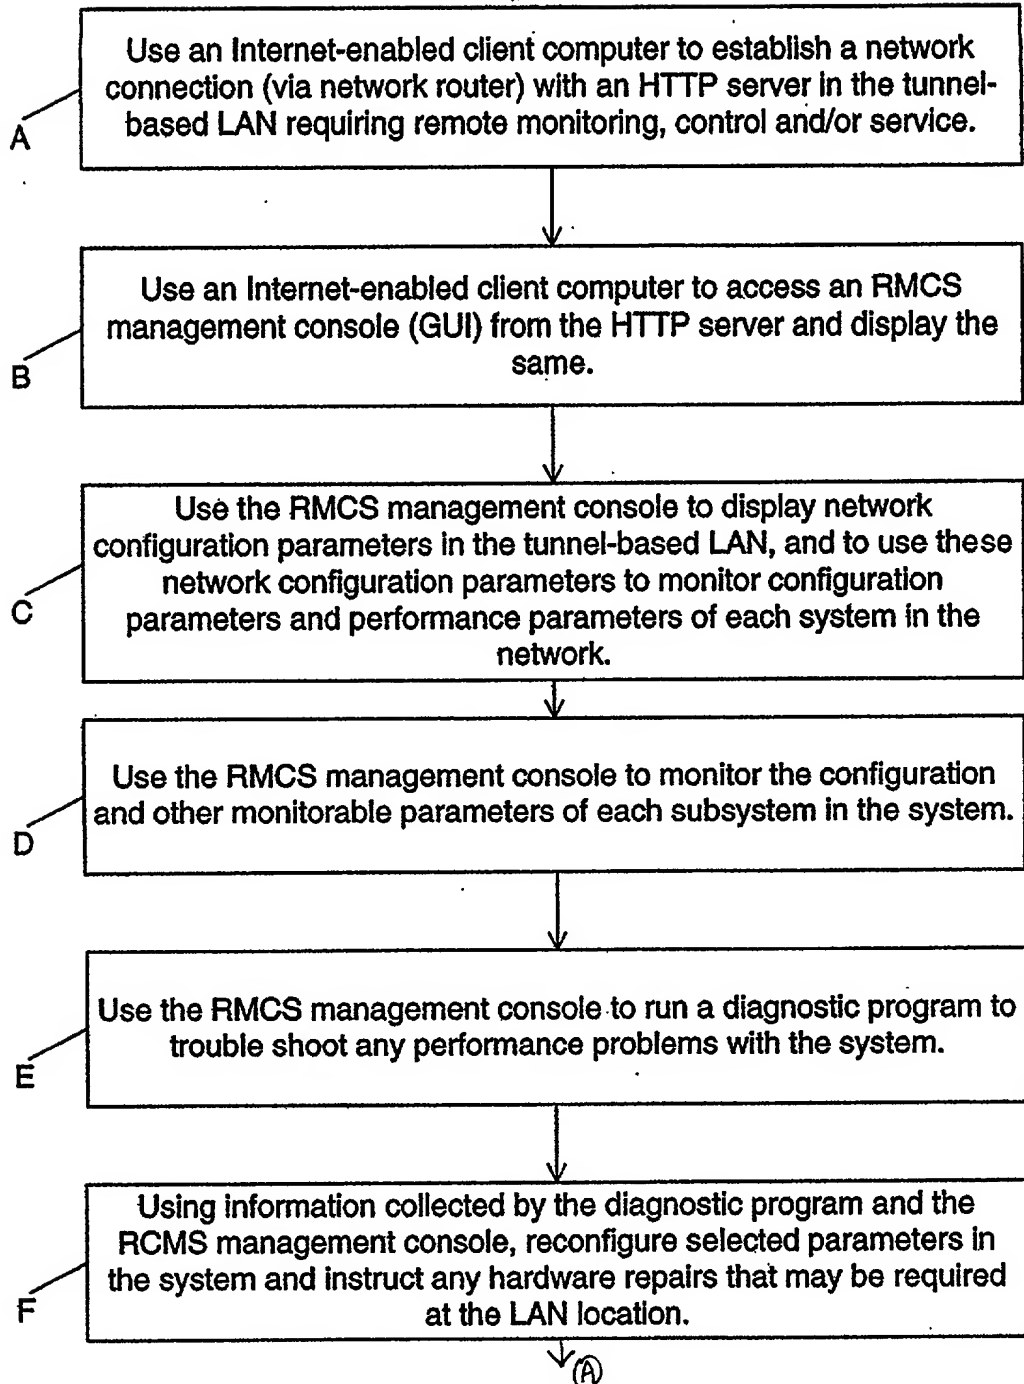 Use an Internet-enabled client computer to establish a network
connection (via network router) with an HTTP server in the tunnel-
based LAN requiring remote monitoring, control and/or service.
A
Use an Internet-enabled client computer to access an RMCS
management console (GUI) from the HTTP server and display the
same.
B
Use the RMCS management console to display network
configuration parameters in the tunnel-based LAN, and to use these
network configuration parameters to monitor configuration
parameters and performance parameters of each system in the
network.
C
Use the RMCS management console to monitor the configuration
and other monitorable parameters of each subsystem in the system.
D
Use the RMCS management console to run a diagnostic program to
trouble shoot any performance problems with the system.
E
Using information collected by the diagnostic program and the
RCMS management console, reconfigure selected parameters in
the system and instruct any hardware repairs that may be required
at the LAN location.
F
A